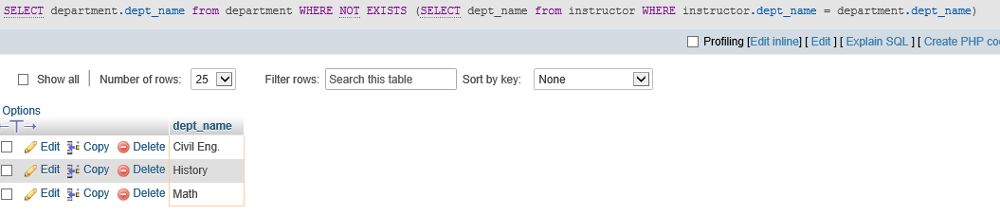 SELECT department.dept_name from department WHERE NOT EXISTS (SELECT dept_name from instructor WHERE instructor.dept_name = department.dept_name)
Profiling [Edit inline] [ Edit ] [ Explain SQL ] [ Create PHP co
Show all | Number of rows: 25 Filter rows: Search this table Sort by key: None
Options
←T→ dept_name
Edit Copy Delete Civil Eng.
Edit Copy Delete History
Edit Copy Delete Math